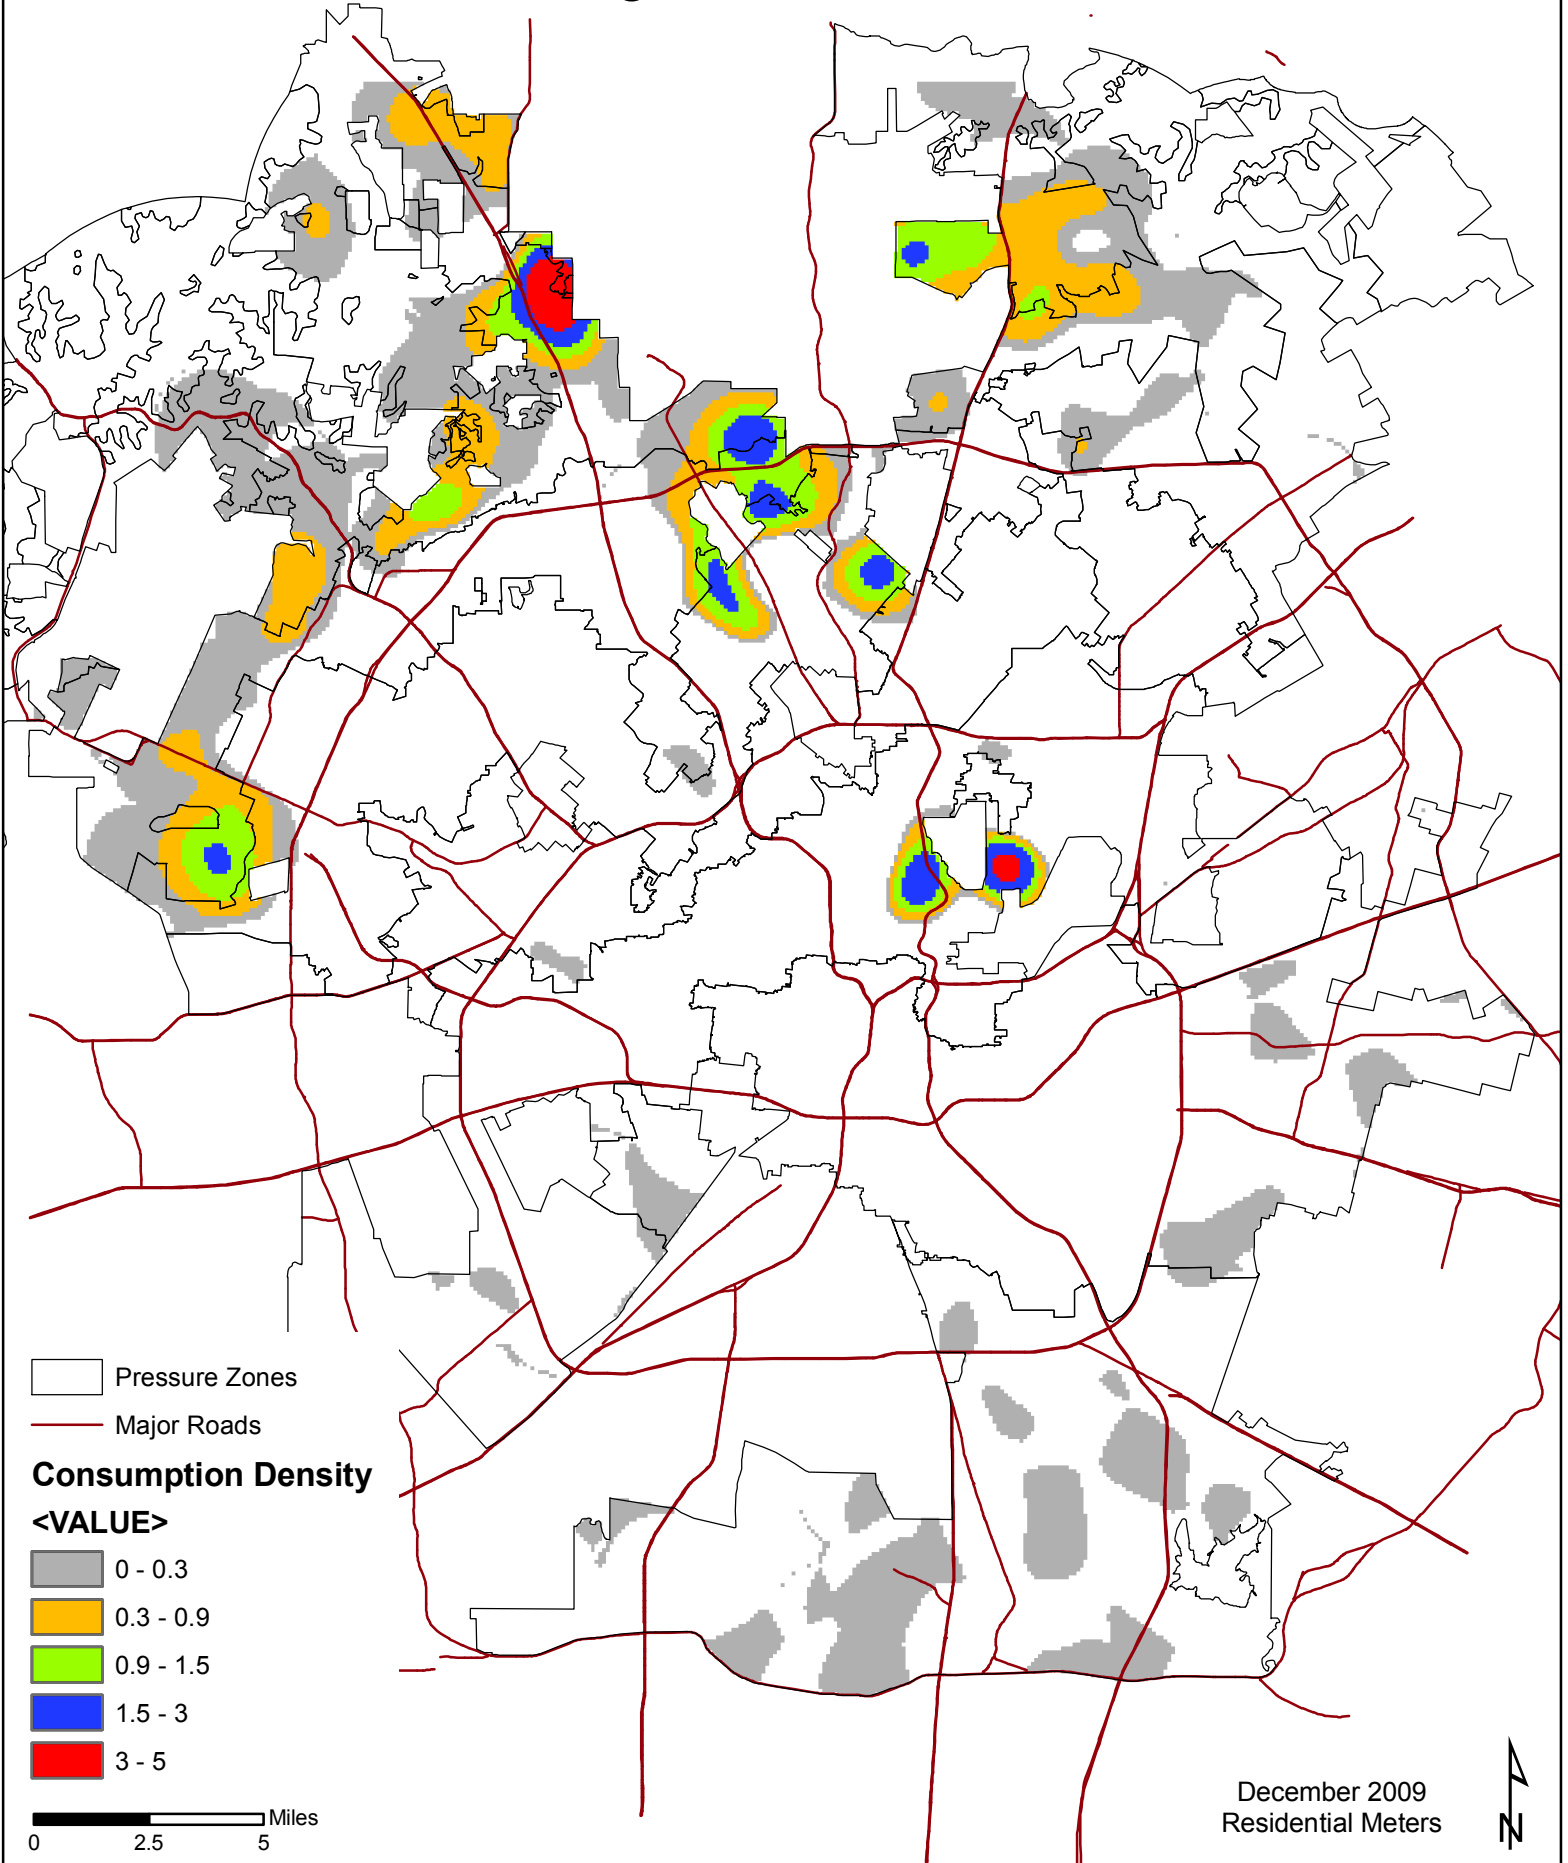 Pressure Zones
Major Roads
Consumption Density
<VALUE>
0 - 0.3
0.3 - 0.9
0.9 - 1.5
1.5 - 3
3 - 5
Miles
0 2.5 5
December 2009
Residential Meters
N